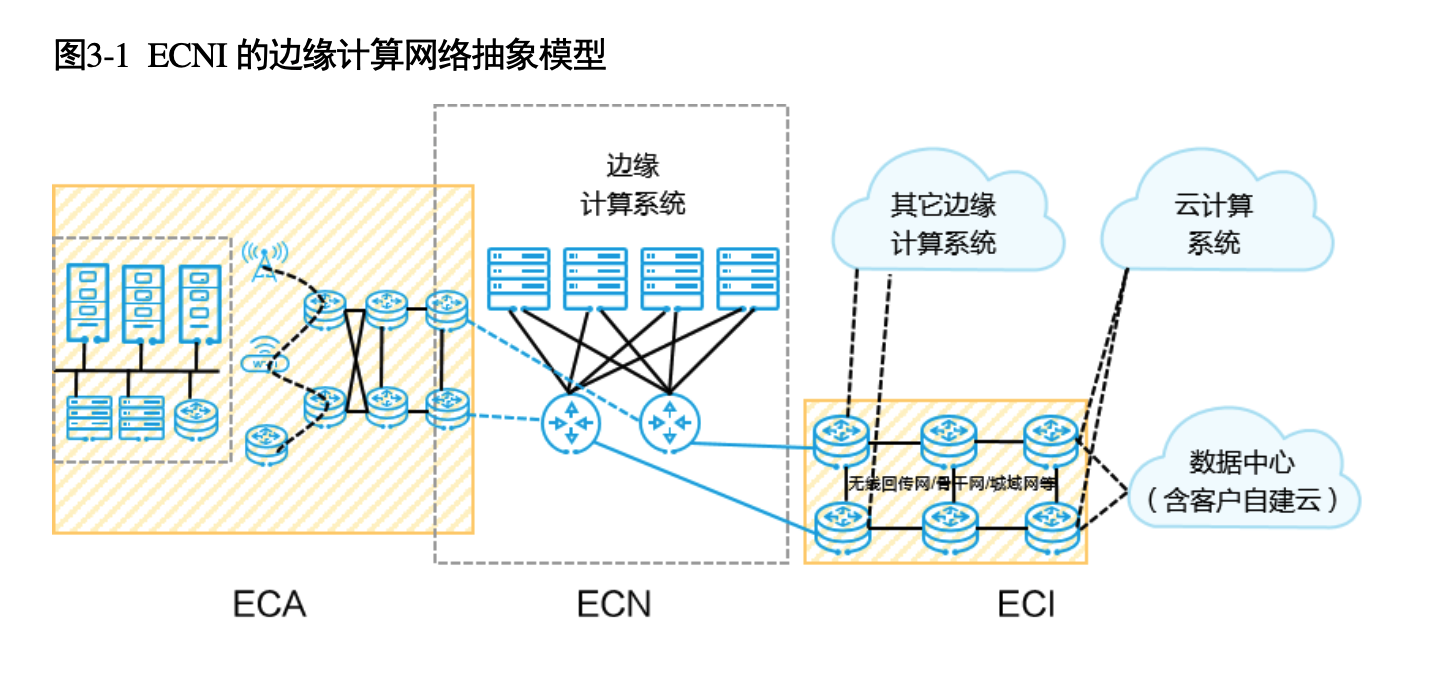 图3-1 ECNI 的边缘计算网络抽象模型
边缘
计算系统
其它边缘
计算系统
云计算
系统
WiFi
无线回传网/骨干网/城域网等
数据中心
（含客户自建云）
ECA
ECN
ECI